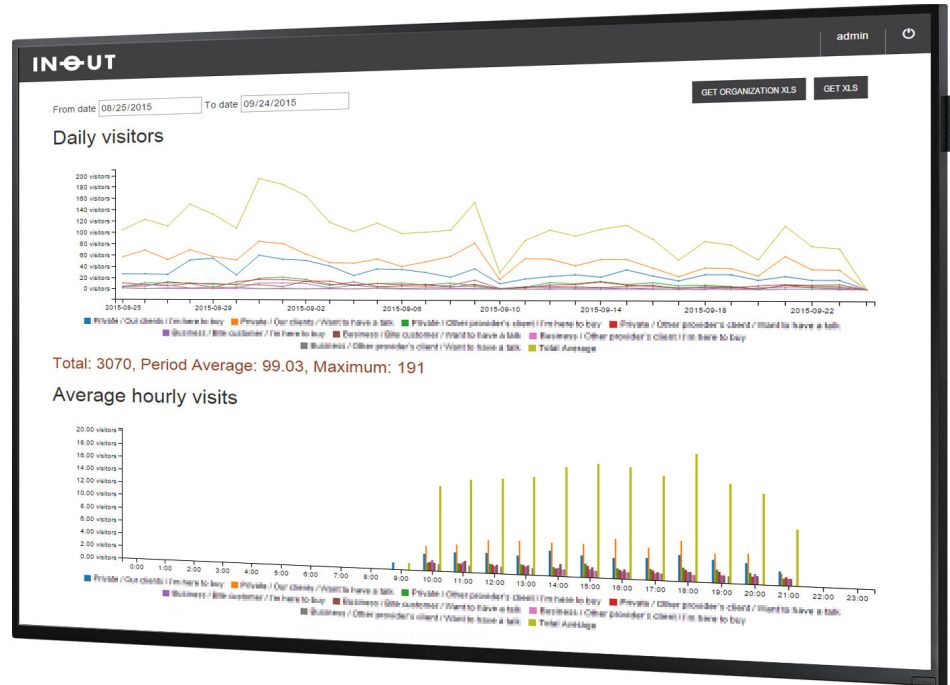 IN OUT
admin
From date 08/25/2015 To date 09/24/2015
GET ORGANIZATION XLS GET XLS
Daily visitors
200 visitors
180 visitors
160 visitors
140 visitors
120 visitors
100 visitors
80 visitors
60 visitors
40 visitors
20 visitors
0 visitors
2015-08-25 2015-08-29 2015-09-02 2015-09-06 2015-09-10 2015-09-14 2015-09-18 2015-09-22
Private / Our clients / I'm here to buy Private / Our clients / Want to have a talk Private / Other provider's client / I'm here to buy Private / Other provider's client / Want to have a talk
Business / Bite customer / I'm here to buy Business / Bite customer / Want to have a talk Business / Other provider's client / I'm here to buy
Business / Other provider's client / Want to have a talk Total Average
Total: 3070, Period Average: 99.03, Maximum: 191
Average hourly visits
20.00 visitors
18.00 visitors
16.00 visitors
14.00 visitors
12.00 visitors
10.00 visitors
8.00 visitors
6.00 visitors
4.00 visitors
2.00 visitors
0.00 visitors
0:00 1:00 2:00 3:00 4:00 5:00 6:00 7:00 8:00 9:00 10:00 11:00 12:00 13:00 14:00 15:00 16:00 17:00 18:00 19:00 20:00 21:00 22:00 23:00
Private / Our clients / I'm here to buy Private / Our clients / Want to have a talk Private / Other provider's client / I'm here to buy Private / Other provider's client / Want to have a talk
Business / Bite customer / I'm here to buy Business / Bite customer / Want to have a talk Business / Other provider's client / I'm here to buy
Business / Other provider's client / Want to have a talk Total Average